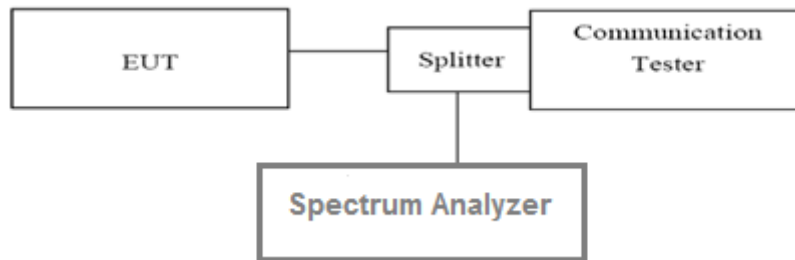 EUT
Splitter
Communication
Tester
Spectrum Analyzer